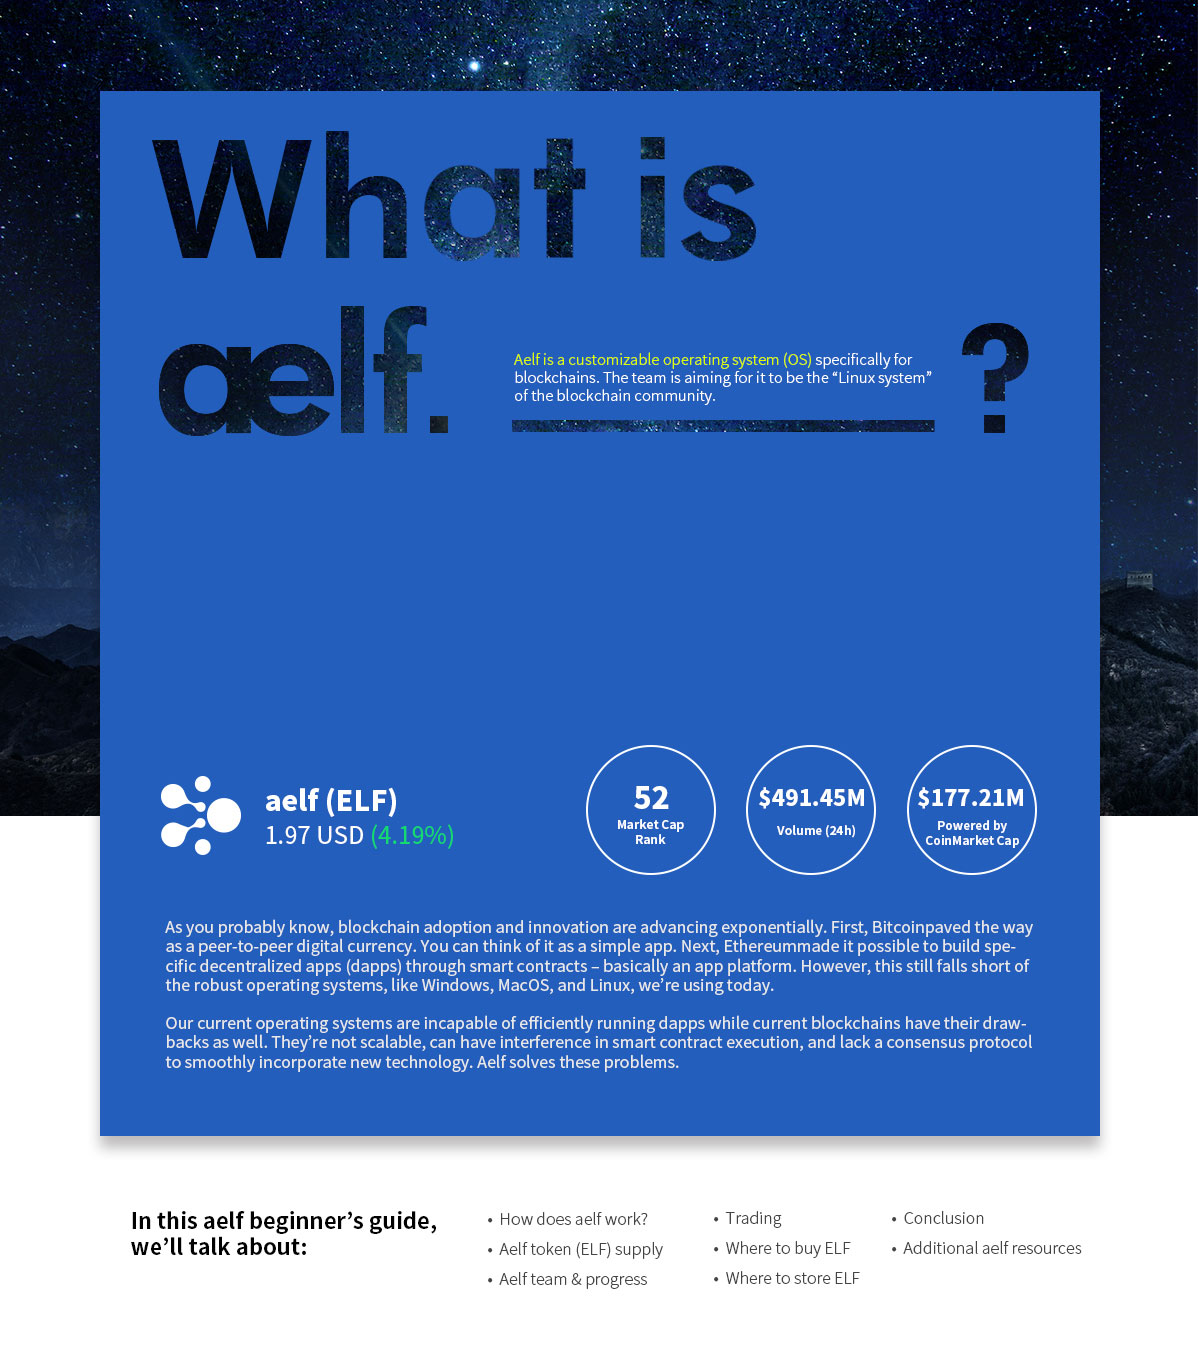 What is
aelf.
Aelf is a customizable operating system (OS) specifically for
blockchains. The team is aiming for it to be the “Linux system”
of the blockchain community.
?
aelf (ELF)
1.97 USD (4.19%)
52
Market Cap
Rank
$491.45M
Volume (24h)
$177.21M
Powered by
CoinMarket Cap
As you probably know, blockchain adoption and innovation are advancing exponentially. First, Bitcoinpaved the way
as a peer-to-peer digital currency. You can think of it as a simple app. Next, Ethereummade it possible to build spe-
cific decentralized apps (dapps) through smart contracts – basically an app platform. However, this still falls short of
the robust operating systems, like Windows, MacOS, and Linux, we’re using today.
Our current operating systems are incapable of efficiently running dapps while current blockchains have their draw-
backs as well. They’re not scalable, can have interference in smart contract execution, and lack a consensus protocol
to smoothly incorporate new technology. Aelf solves these problems.
In this aelf beginner’s guide,
we’ll talk about:
• How does aelf work?
• Aelf token (ELF) supply
• Aelf team & progress
• Trading
• Where to buy ELF
• Where to store ELF
• Conclusion
• Additional aelf resources